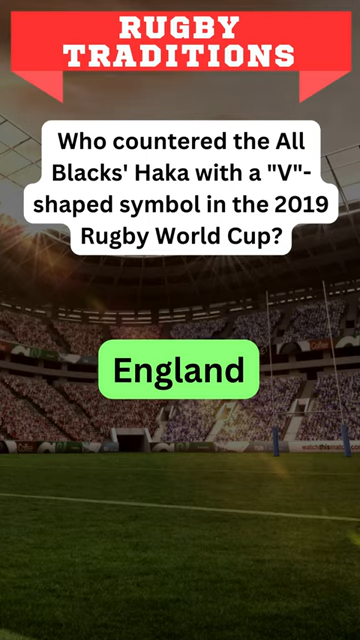 RUGBY
TRADITIONS
Who countered the All
Blacks' Haka with a "V"-
shaped symbol in the 2019
Rugby World Cup?
England